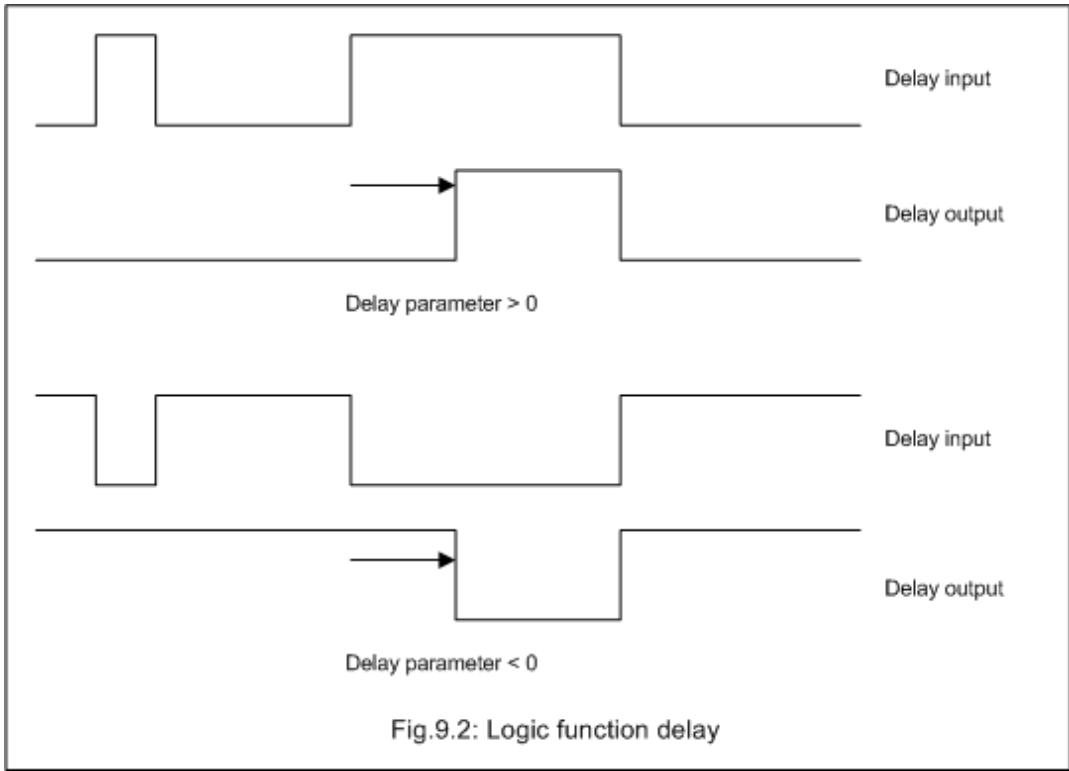 Delay input
Delay output
Delay parameter > 0
Delay input
Delay output
Delay parameter < 0
Fig.9.2: Logic function delay